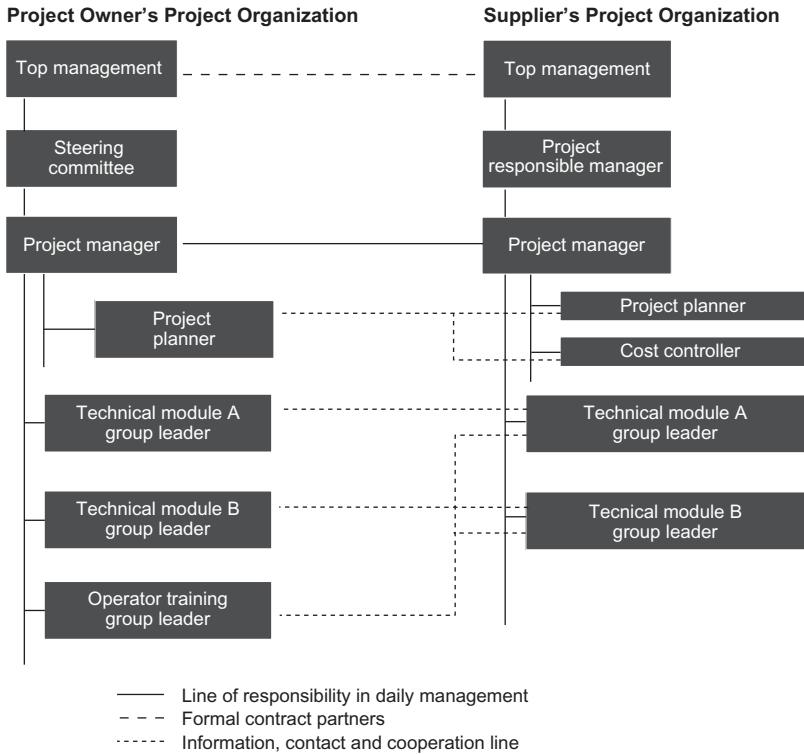 Project Owner’s Project Organization
Supplier’s Project Organization
Top management
Top management
Steering
committee
Project
responsible manager
Project manager
Project manager
Project
planner
Project planner
Cost controller
Technical module A
group leader
Technical module A
group leader
Technical module B
group leader
Tecnical module B
group leader
Operator training
group leader
Line of responsibility in daily management
Formal contract partners
Information, contact and cooperation line